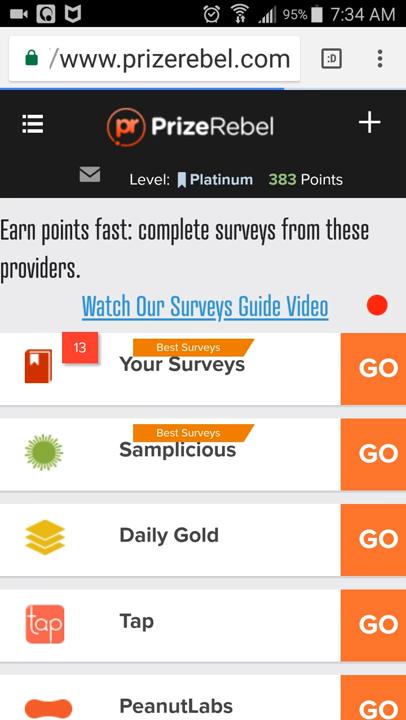 95% 7:34 AM
/www.prizerebel.com :D
pr PrizeRebel
Level: Platinum 383 Points
Earn points fast: complete surveys from these
providers.
Watch Our Surveys Guide Video
13
Best Surveys
Your Surveys
GO
Best Surveys
Samplicious
GO
Daily Gold
GO
tap
Tap
GO
PeanutLabs
GO